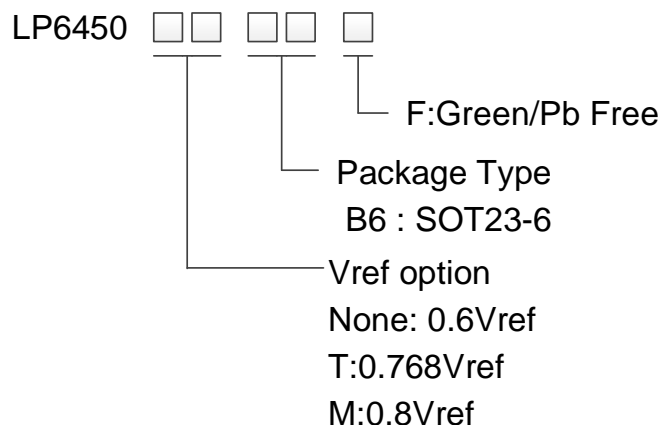 LP6450 □□ □□ □
F:Green/Pb Free
Package Type
B6 : SOT23-6
Vref option
None: 0.6Vref
T:0.768Vref
M:0.8Vref